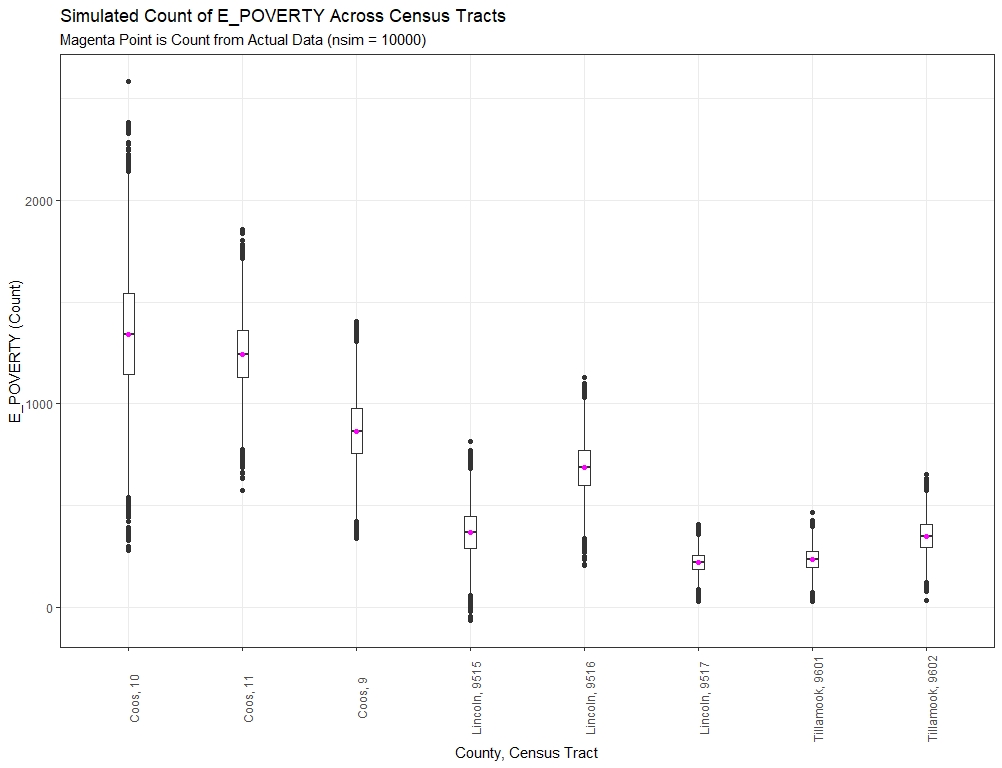 Simulated Count of E_POVERTY Across Census Tracts
Magenta Point is Count from Actual Data (nsim = 10000)
E_POVERTY (Count)
2000
1000
0
Coos, 10
Coos, 11
Coos, 9
Lincoln, 9515
Lincoln, 9516
Lincoln, 9517
Tillamook, 9601
Tillamook, 9602
County, Census Tract